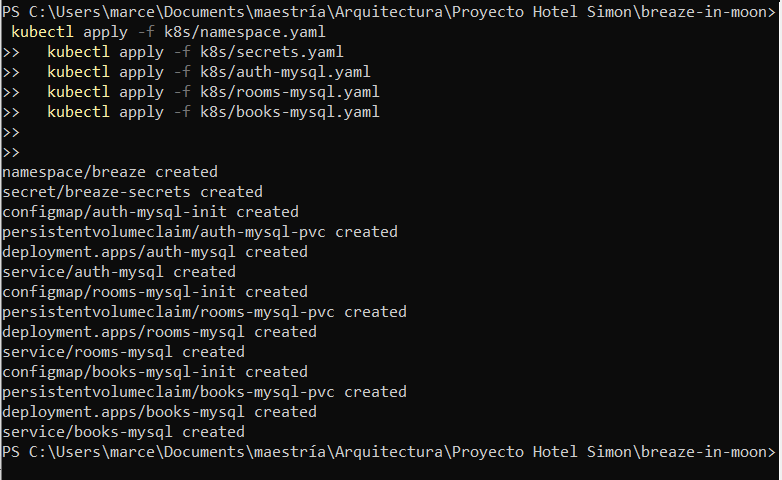 PS C:\Users\marce\Documents\maestría\Arquitectura\Proyecto Hotel Simon\breaze-in-moon>
 kubectl apply -f k8s/namespace.yaml
>>   kubectl apply -f k8s/secrets.yaml
>>   kubectl apply -f k8s/auth-mysql.yaml
>>   kubectl apply -f k8s/rooms-mysql.yaml
>>   kubectl apply -f k8s/books-mysql.yaml
>>
>>
namespace/breaze created
secret/breaze-secrets created
configmap/auth-mysql-init created
persistentvolumeclaim/auth-mysql-pvc created
deployment.apps/auth-mysql created
service/auth-mysql created
configmap/rooms-mysql-init created
persistentvolumeclaim/rooms-mysql-pvc created
deployment.apps/rooms-mysql created
service/rooms-mysql created
configmap/books-mysql-init created
persistentvolumeclaim/books-mysql-pvc created
deployment.apps/books-mysql created
service/books-mysql created
PS C:\Users\marce\Documents\maestría\Arquitectura\Proyecto Hotel Simon\breaze-in-moon>